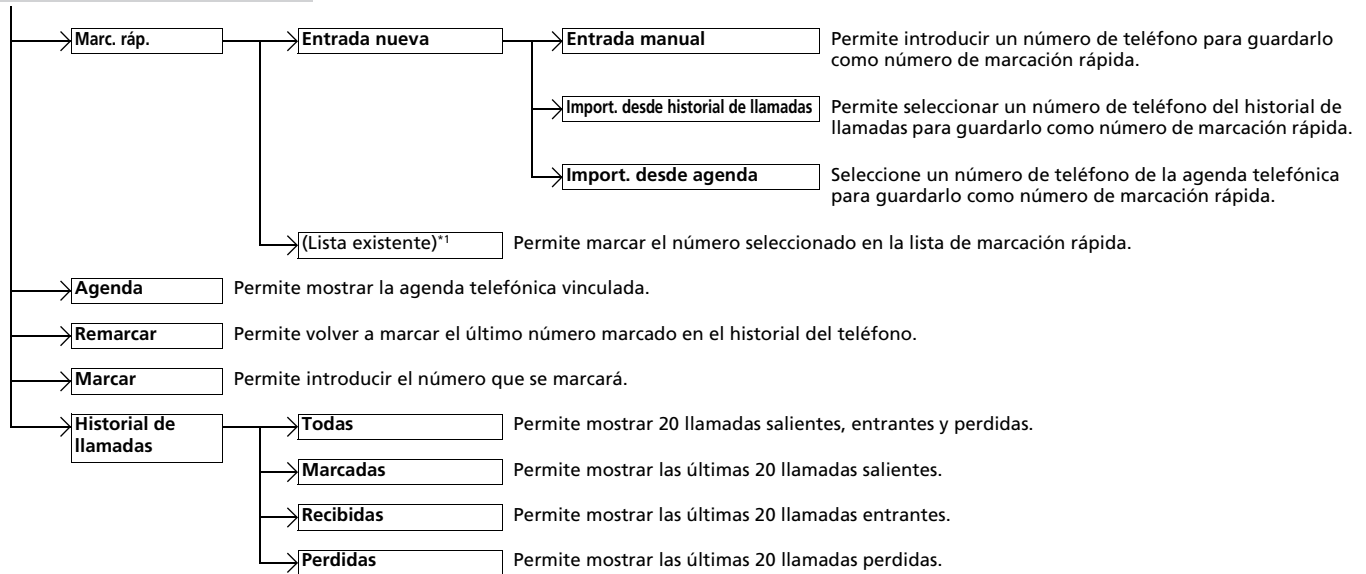 Marc. ráp.
Entrada nueva
Entrada manual
Permite introducir un número de teléfono para guardarlo
como número de marcación rápida.
Import. desde historial de llamadas
Permite seleccionar un número de teléfono del historial de
llamadas para guardarlo como número de marcación rápida.
Import. desde agenda
Seleccione un número de teléfono de la agenda telefónica
para guardarlo como número de marcación rápida.
(Lista existente)*1
Permite marcar el número seleccionado en la lista de marcación rápida.
Agenda
Permite mostrar la agenda telefónica vinculada.
Remarcar
Permite volver a marcar el último número marcado en el historial del teléfono.
Marcar
Permite introducir el número que se marcará.
Historial de
llamadas
Todas
Permite mostrar 20 llamadas salientes, entrantes y perdidas.
Marcadas
Permite mostrar las últimas 20 llamadas salientes.
Recibidas
Permite mostrar las últimas 20 llamadas entrantes.
Perdidas
Permite mostrar las últimas 20 llamadas perdidas.